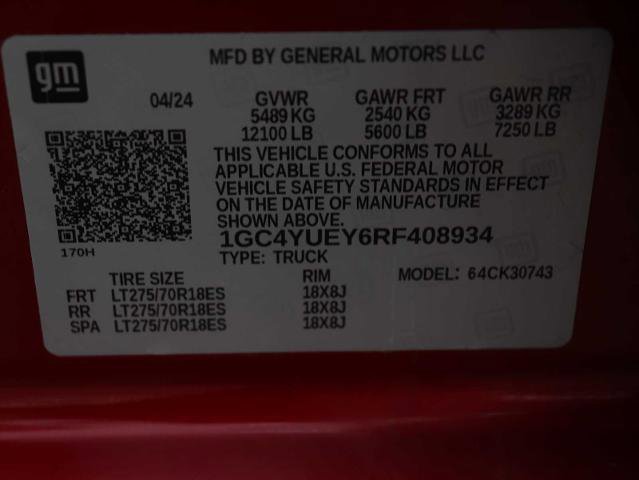 gm
MFD BY GENERAL MOTORS LLC
04/24 GVWR GAWR FRT GAWR RR
5489 KG 2540 KG 3289 KG
12100 LB 5600 LB 7250 LB
THIS VEHICLE CONFORMS TO ALL
APPLICABLE U.S. FEDERAL MOTOR
VEHICLE SAFETY STANDARDS IN EFFECT
ON THE DATE OF MANUFACTURE
SHOWN ABOVE.
170H
1GC4YUEY6RF408934
TYPE: TRUCK
TIRE SIZE RIM MODEL: 64CK30743
FRT LT275/70R18ES 18X8J
RR LT275/70R18ES 18X8J
SPA LT275/70R18ES 18X8J